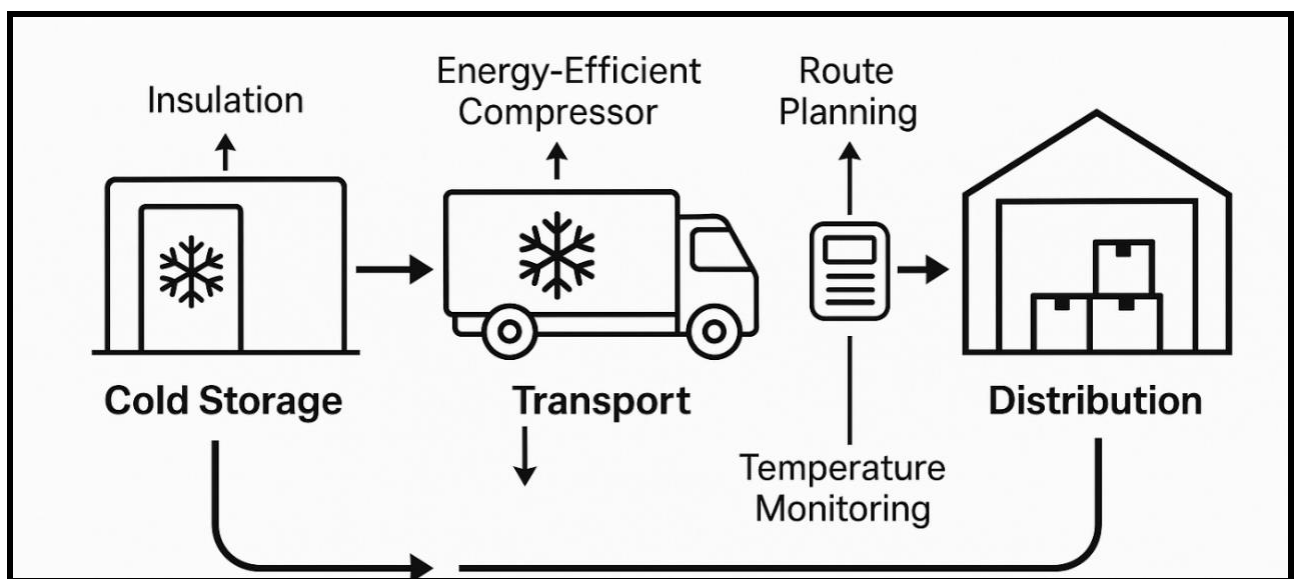 Insulation
Energy-Efficient
Compressor
Route
Planning
Cold Storage
Transport
Distribution
Temperature
Monitoring